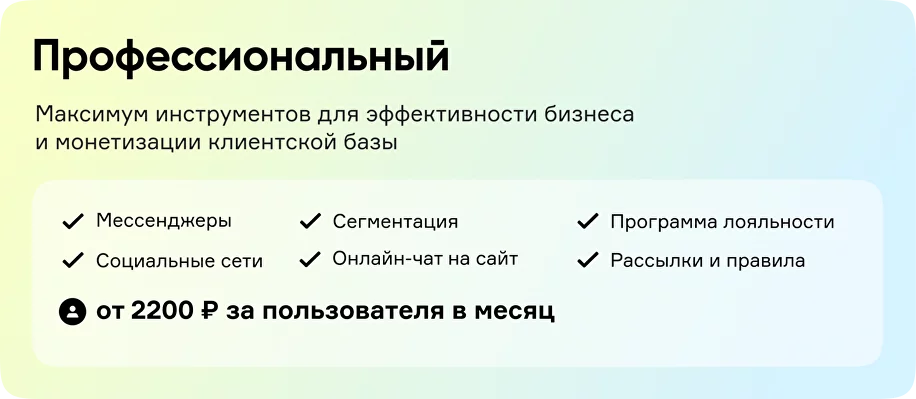 Профессиональный
Максимум инструментов для эффективности бизнеса
и монетизации клиентской базы
Мессенджеры
Сегментация
Программа лояльности
Социальные сети
Онлайн-чат на сайт
Рассылки и правила
от 2200 ₽ за пользователя в месяц